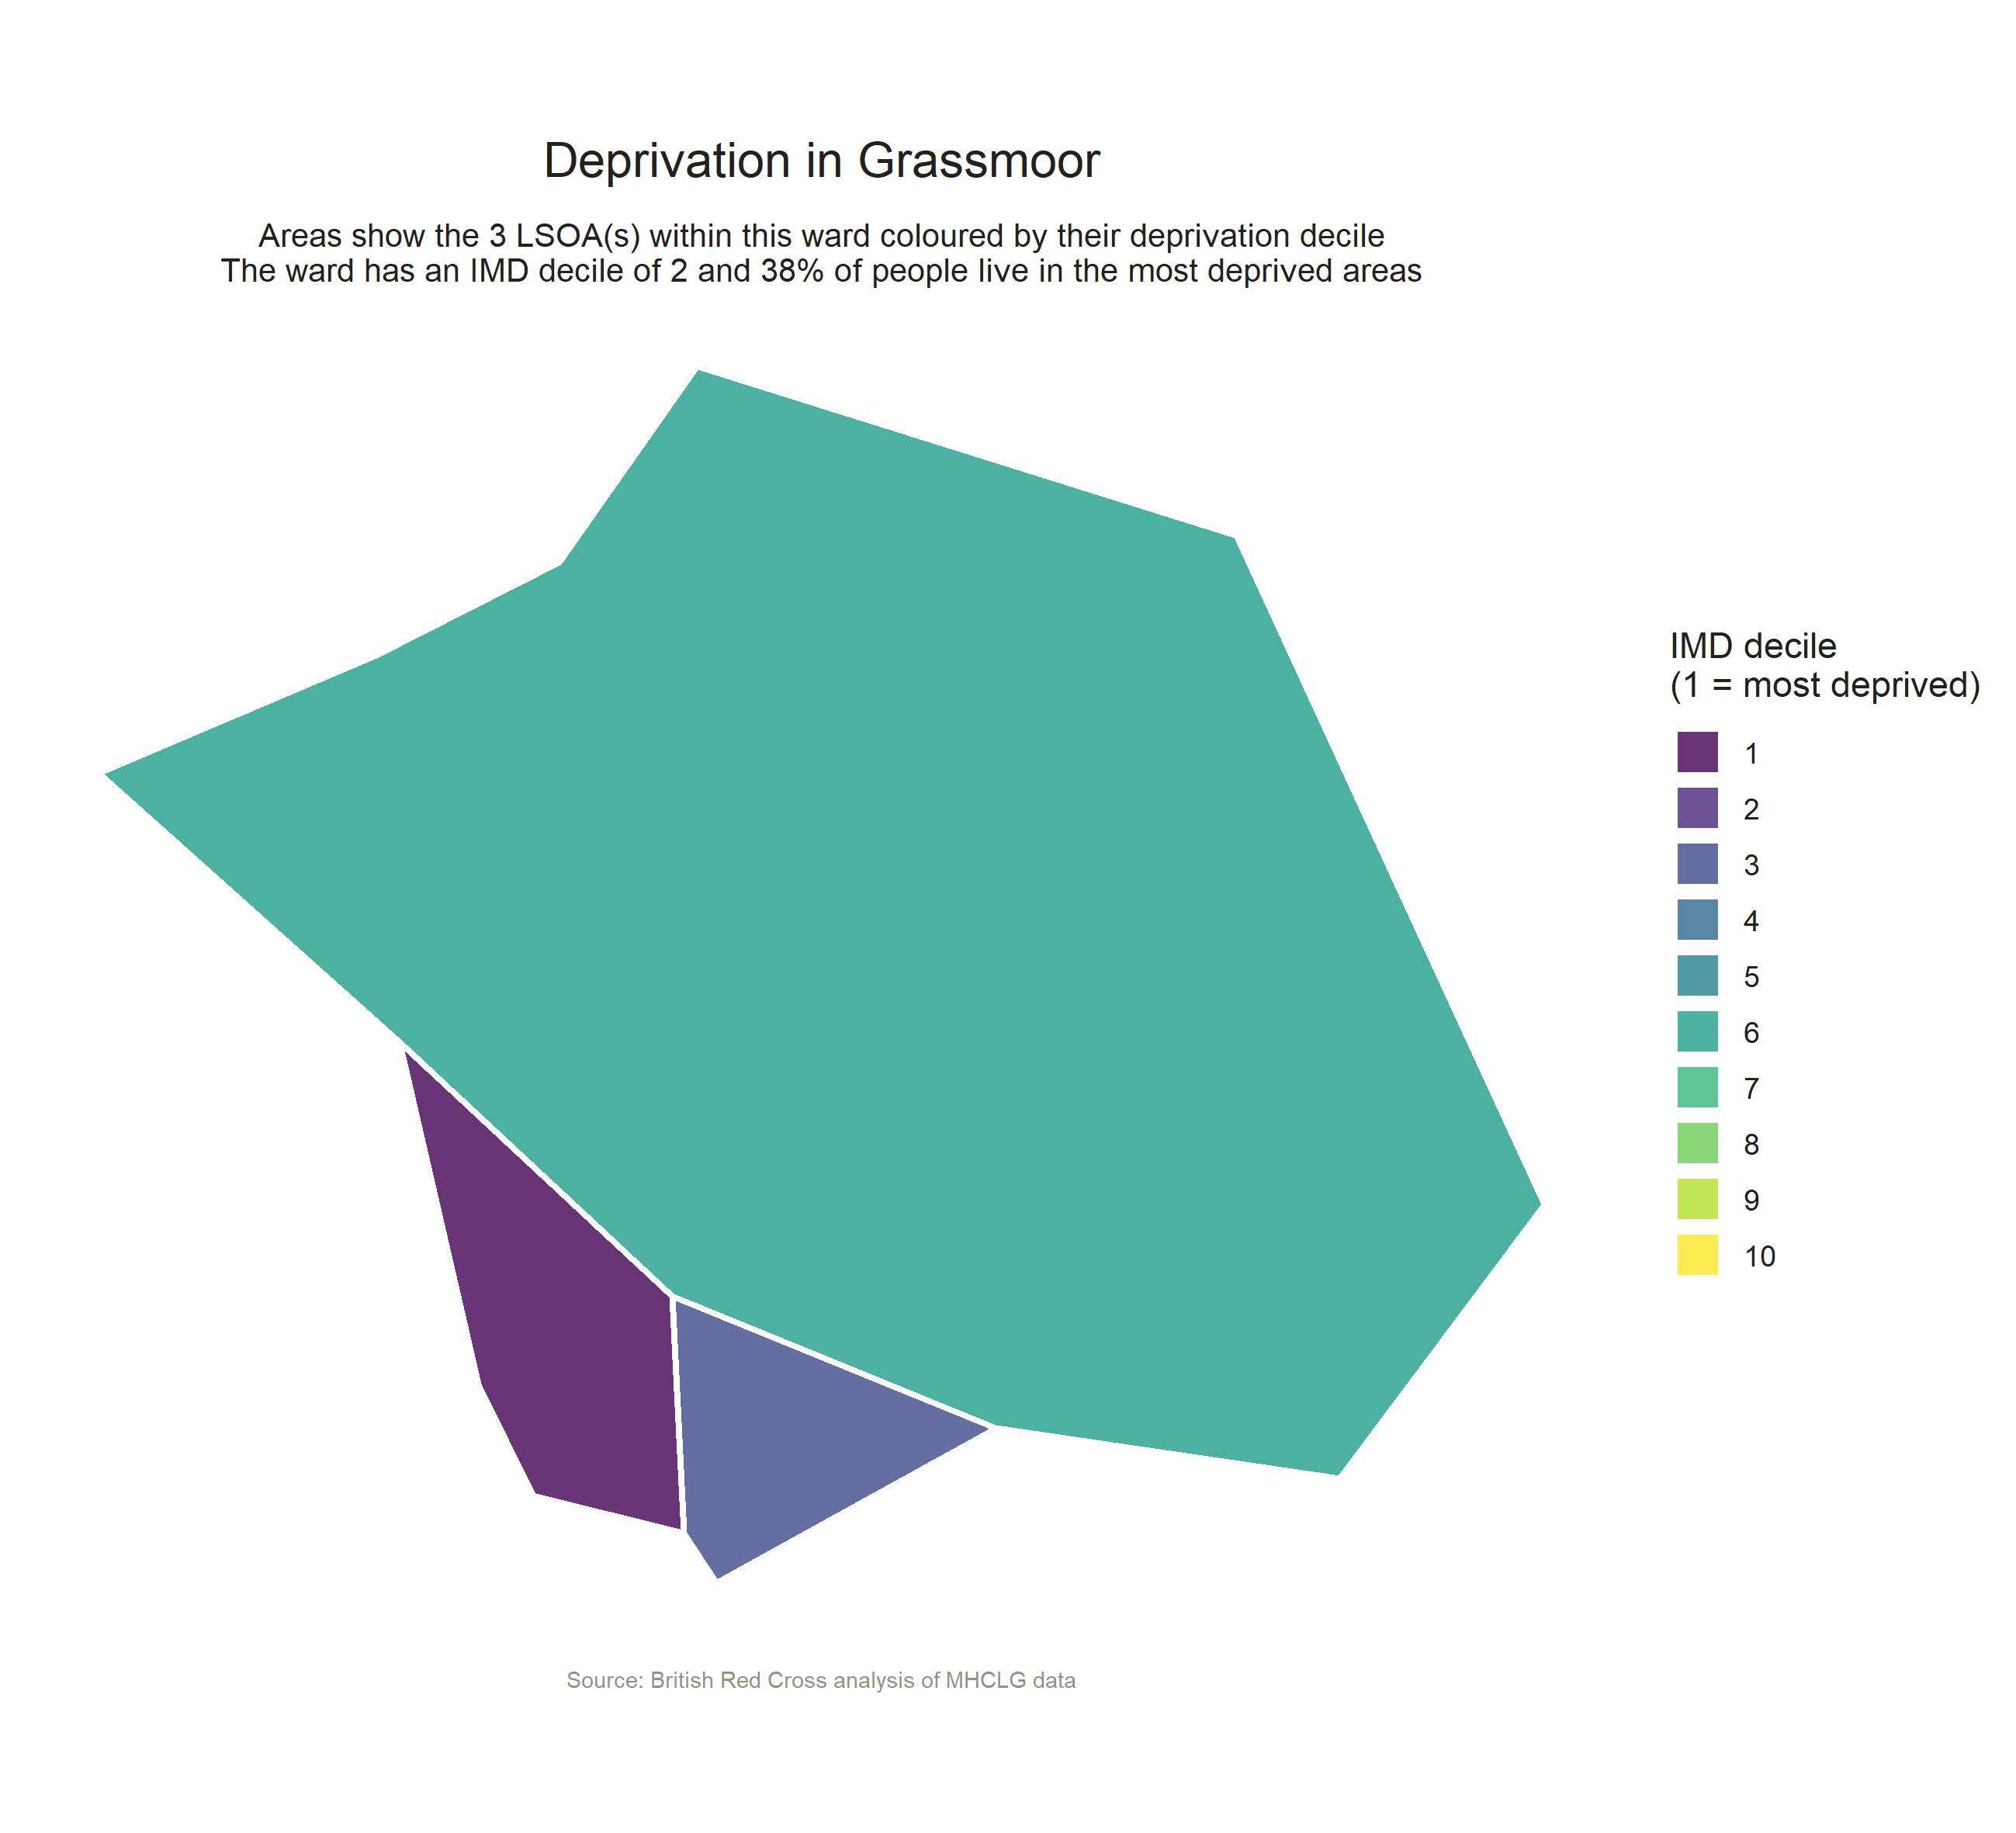 Deprivation in Grassmoor
Areas show the 3 LSOA(s) within this ward coloured by their deprivation decile
The ward has an IMD decile of 2 and 38% of people live in the most deprived areas
IMD decile
(1 = most deprived)
1
2
3
4
5
6
7
8
9
10
Source: British Red Cross analysis of MHCLG data